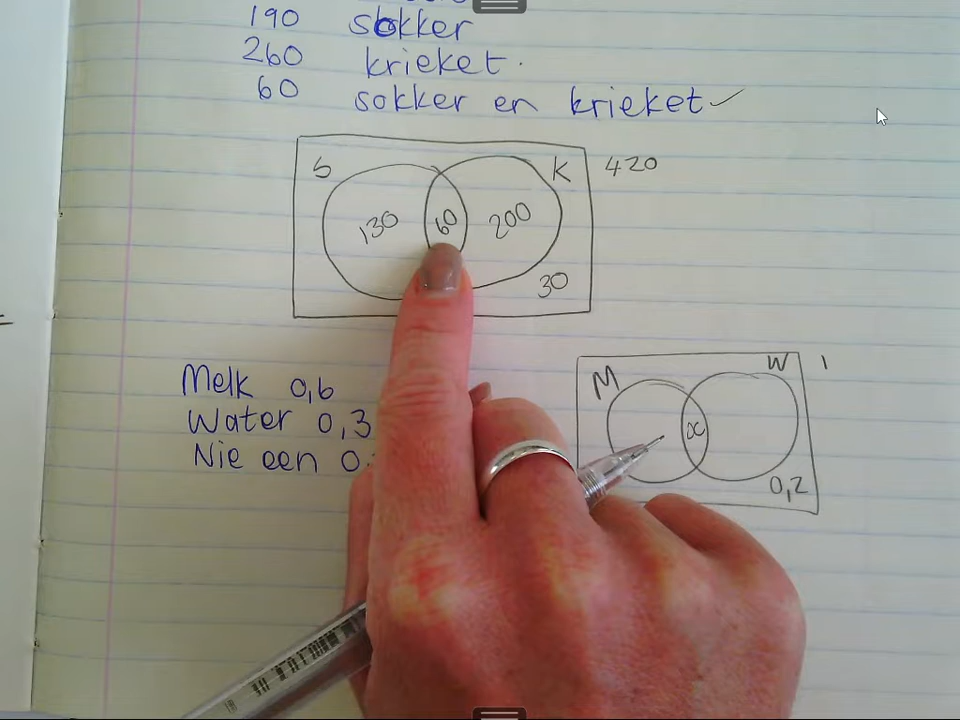 190 sokker
260 krieket.
60 sokker en krieket
S K 420
130 60 200
30
Melk 0,6
Water 0,3
Nie een
M W 1
x
0,2